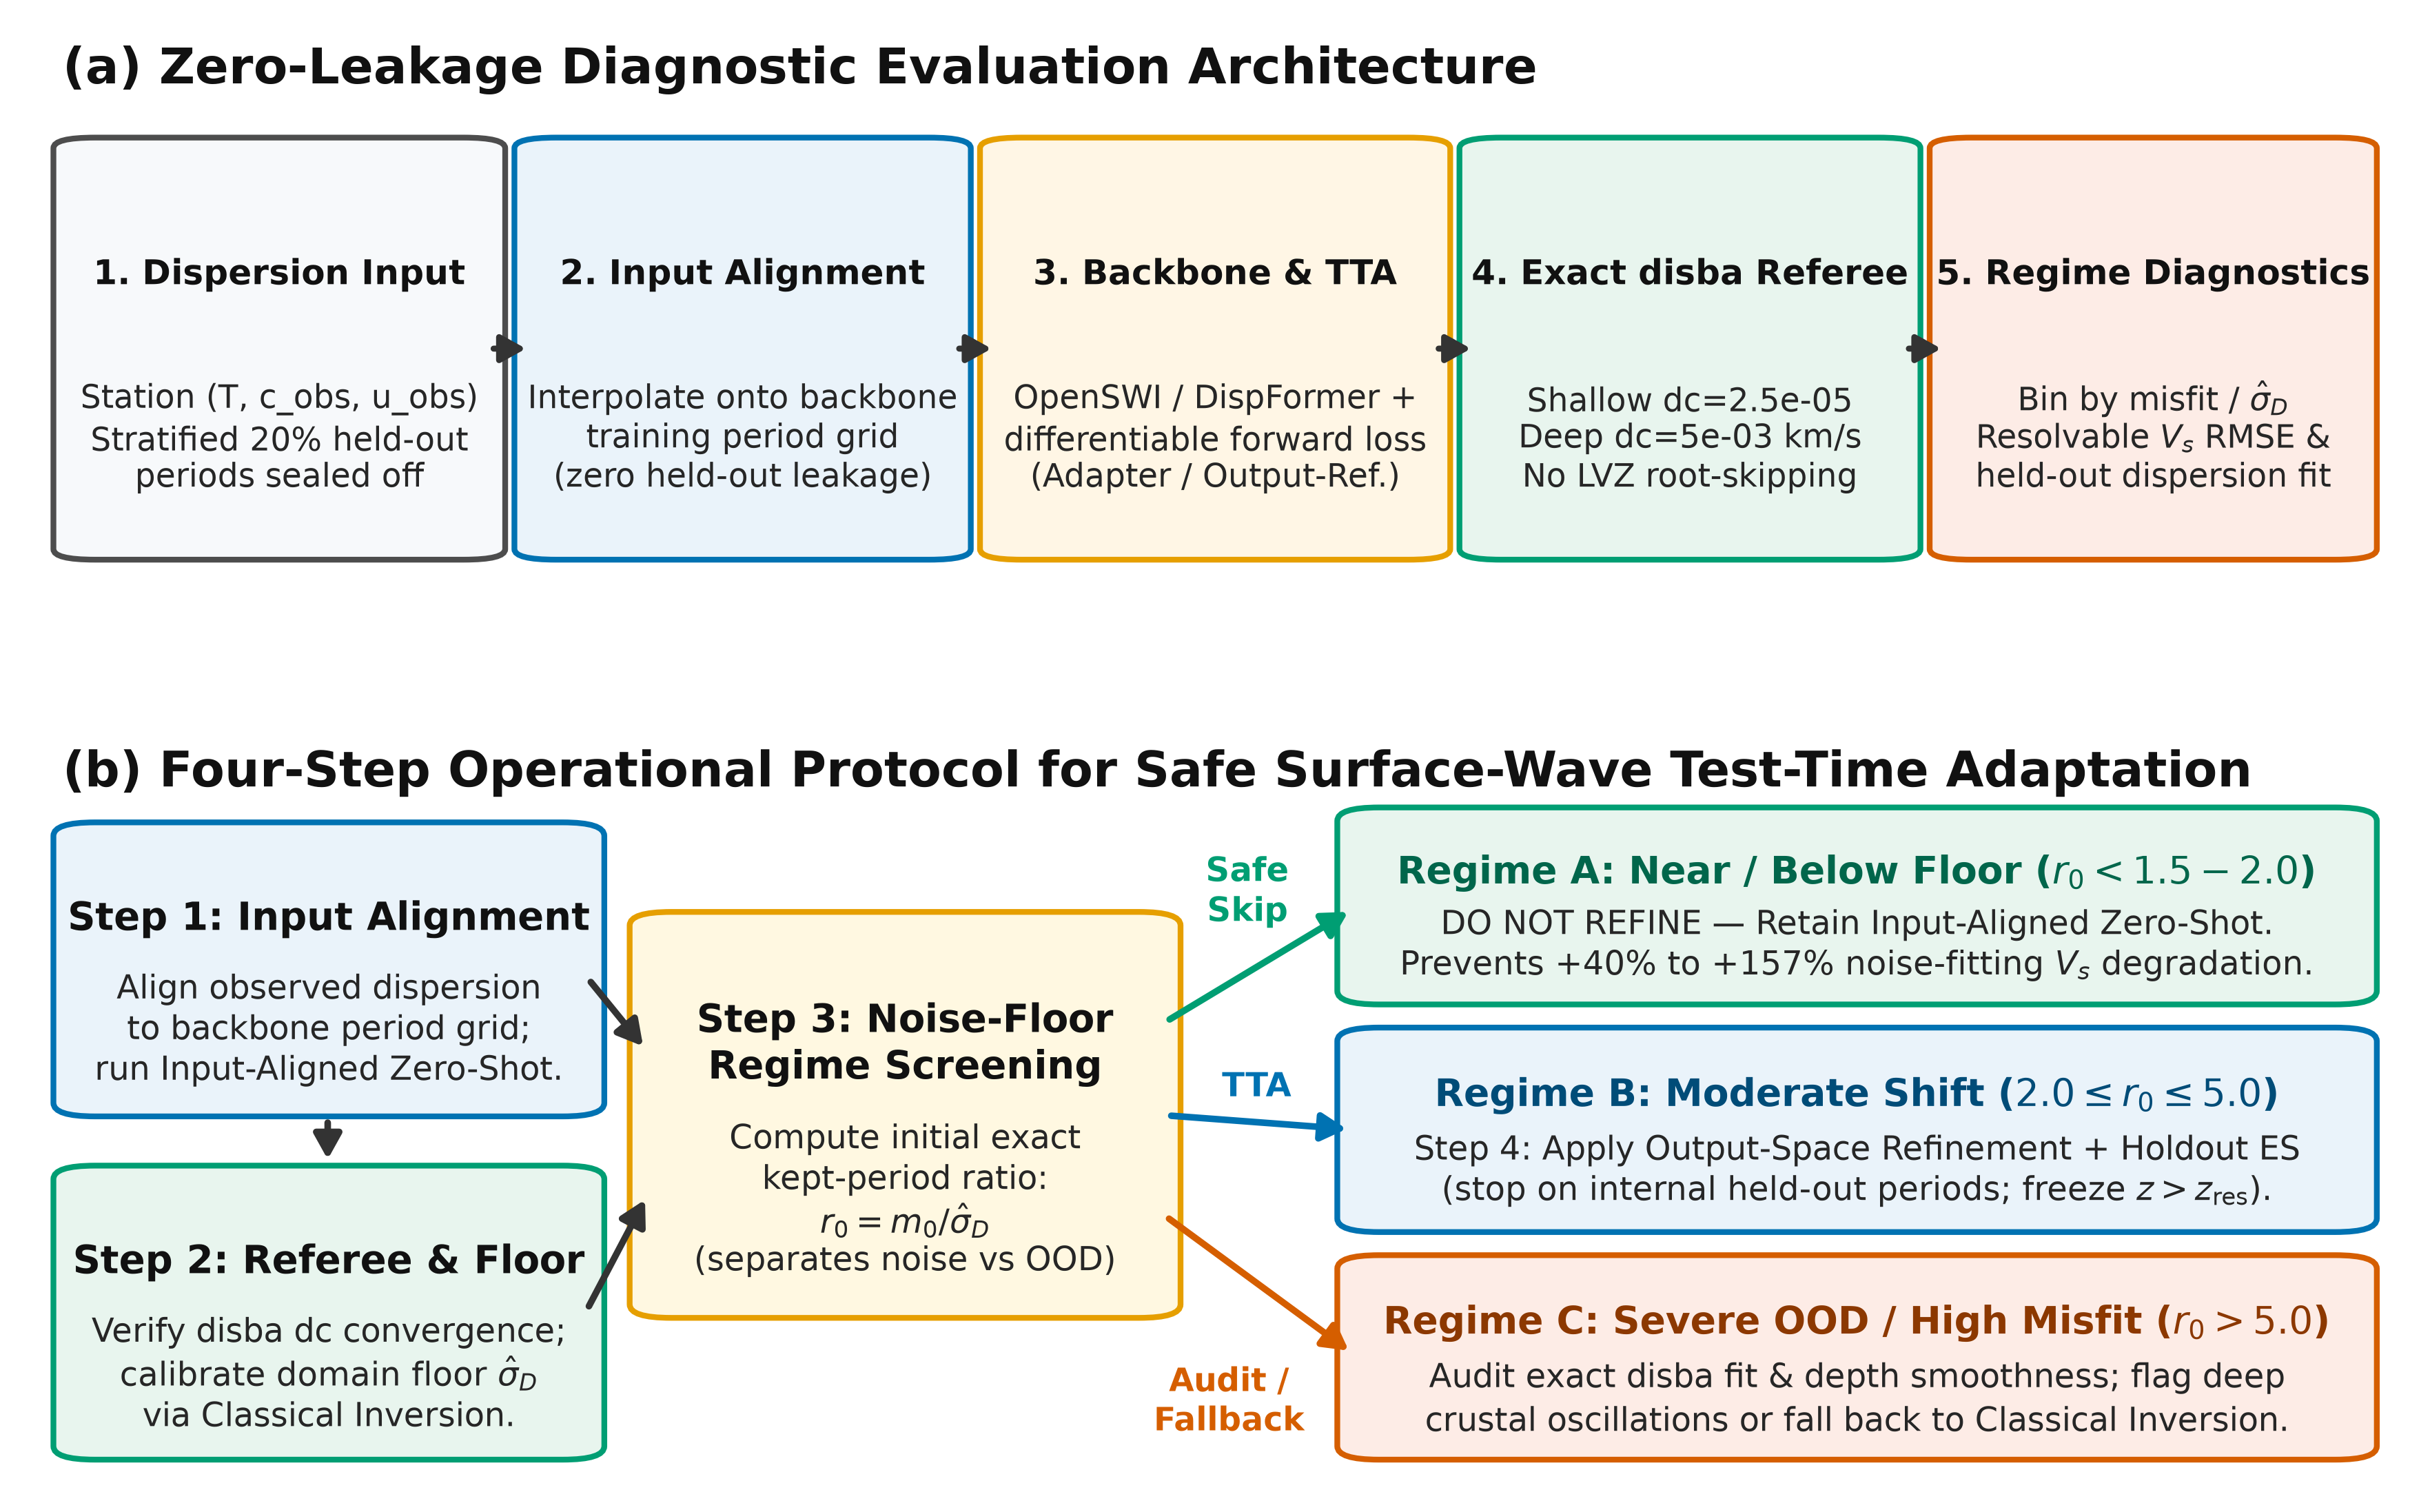 (a) Zero-Leakage Diagnostic Evaluation Architecture
1. Dispersion Input
Station (T, c_obs, u_obs)
Stratified 20% held-out
periods sealed off
2. Input Alignment
Interpolate onto backbone
training period grid
(zero held-out leakage)
3. Backbone & TTA
OpenSWI / DispFormer +
differentiable forward loss
(Adapter / Output-Ref.)
4. Exact disba Referee
Shallow dc=2.5e-05
Deep dc=5e-03 km/s
No LVZ root-skipping
5. Regime Diagnostics
Bin by misfit / σ̂_D
Resolvable V_s RMSE &
held-out dispersion fit
(b) Four-Step Operational Protocol for Safe Surface-Wave Test-Time Adaptation
Step 1: Input Alignment
Align observed dispersion
to backbone period grid;
run Input-Aligned Zero-Shot.
Step 2: Referee & Floor
Verify disba dc convergence;
calibrate domain floor σ̂_D
via Classical Inversion.
Step 3: Noise-Floor
Regime Screening
Compute initial exact
kept-period ratio:
r₀ = m₀/σ̂_D
(separates noise vs OOD)
Safe
Skip
TTA
Audit /
Fallback
Regime A: Near / Below Floor (r₀ < 1.5 − 2.0)
DO NOT REFINE — Retain Input-Aligned Zero-Shot.
Prevents +40% to +157% noise-fitting V_s degradation.
Regime B: Moderate Shift (2.0 ≤ r₀ ≤ 5.0)
Step 4: Apply Output-Space Refinement + Holdout ES
(stop on internal held-out periods; freeze z > z_res).
Regime C: Severe OOD / High Misfit (r₀ > 5.0)
Audit exact disba fit & depth smoothness; flag deep
crustal oscillations or fall back to Classical Inversion.